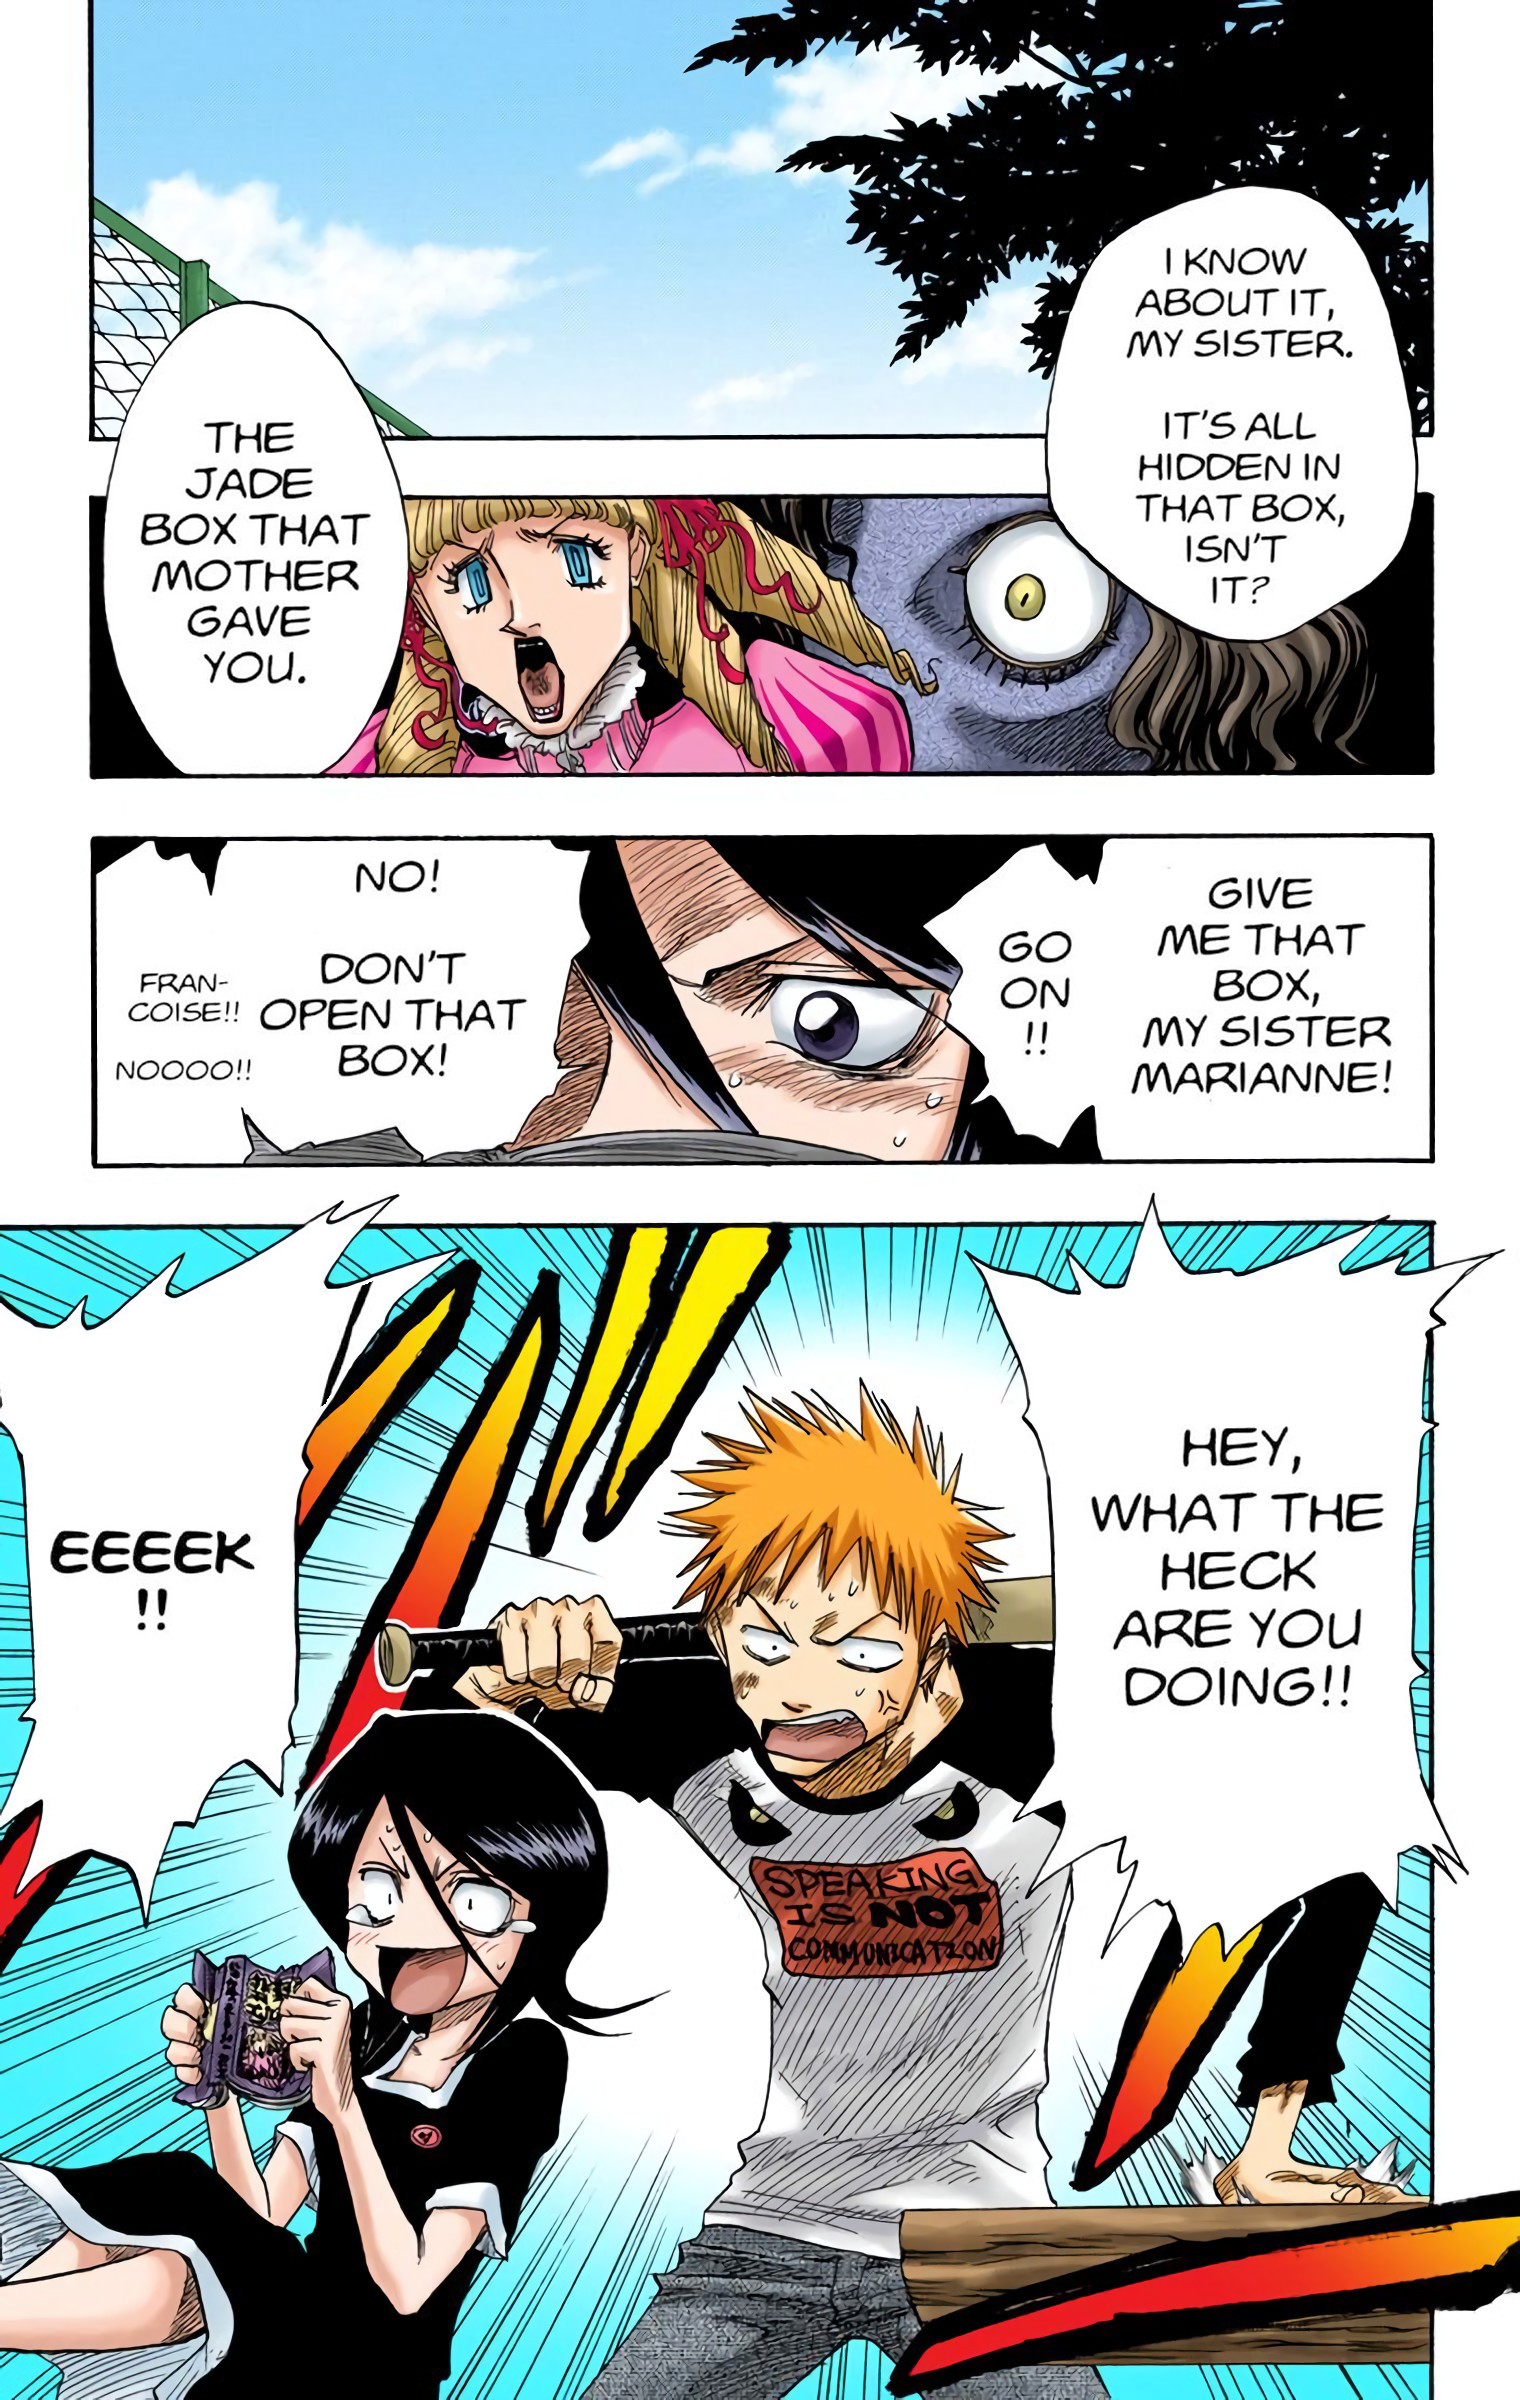 I KNOW
ABOUT IT,
MY SISTER.
IT'S ALL
HIDDEN IN
THAT BOX,
ISN'T
IT?
THE
JADE
BOX THAT
MOTHER
GAVE
YOU.
GIVE
ME THAT
BOX,
MY SISTER
MARIANNE!
GO
ON
!!
NO!
DON'T
OPEN THAT
BOX!
FRAN-
COISE!!
NOOOO!!
HEY,
WHAT THE
HECK
ARE YOU
DOING!!
EEEEK
!!
SPEAKING
IS NOT
COMMUNICATION